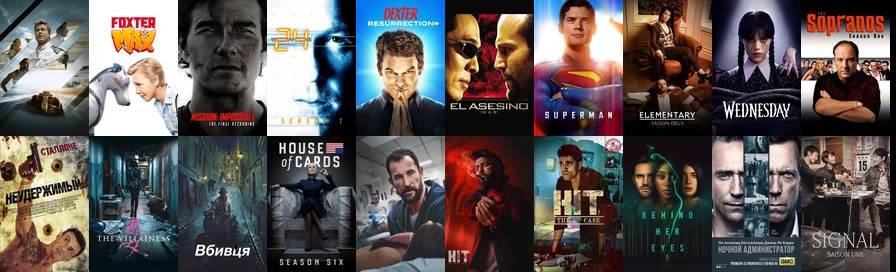 FOXTER
MAX
MISSION: IMPOSSIBLE
THE FINAL RECKONING
24
SEASON 1
DEXTER
RESURRECTION
EL ASESINO
(WAR)
SUPERMAN
ELEMENTARY
SAISON DEUX
WEDNESDAY
The
Sopranos
Season One
СТАЛЛОНЕ
НЕУДЕРЖИМЫЙ
THE VILLAINESS
Вбивця
HOUSE
of CARDS
SEASON SIX
HIT
HIT
CASE
BEHIND
HER
EYES
НОЧНОЙ АДМИНИСТРАТОР
AMC
15
SIGNAL
SAISON UNE